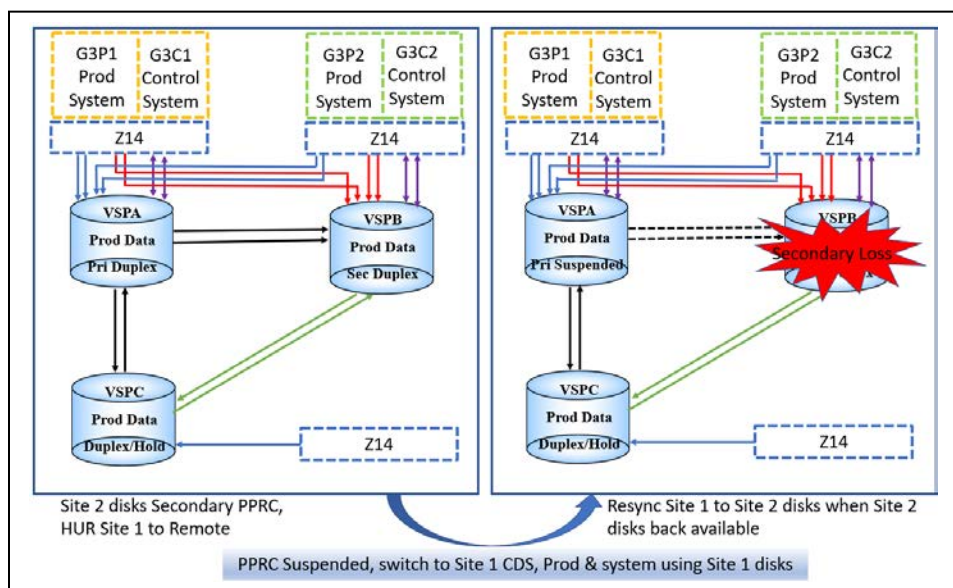 G3P1
Prod
System
G3C1
Control
System
G3P2
Prod
System
G3C2
Control
System
Z14
Z14
VSPA
Prod Data
Pri Duplex
VSPB
Prod Data
Sec Duplex
VSPC
Prod Data
Duplex/Hold
Z14
G3P1
Prod
System
G3C1
Control
System
G3P2
Prod
System
G3C2
Control
System
Z14
Z14
VSPA
Prod Data
Pri Suspended
VSPB
Secondary Loss
VSPC
Prod Data
Duplex/Hold
Z14
Site 2 disks Secondary PPRC,
HUR Site 1 to Remote
Resync Site 1 to Site 2 disks when Site 2
disks back available
PPRC Suspended, switch to Site 1 CDS, Prod & system using Site 1 disks